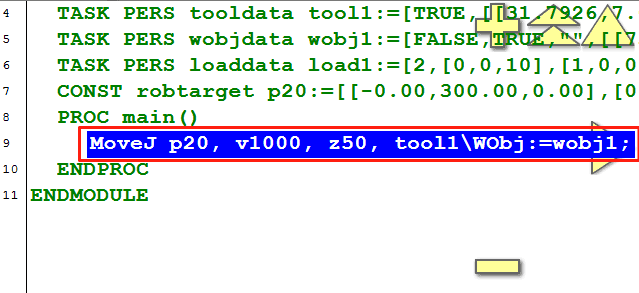 4 TASK PERS tooldata tool1:=[TRUE,[[31.7926,7.
5 TASK PERS wobjdata wobj1:=[FALSE,TRUE,"",[[7
6 TASK PERS loaddata load1:=[2,[0,0,10],[1,0,0
7 CONST robtarget p20:=[[-0.00,300.00,0.00],[0
8 PROC main()
9 MoveJ p20, v1000, z50, tool1\WObj:=wobj1;
10 ENDPROC
11 ENDMODULE